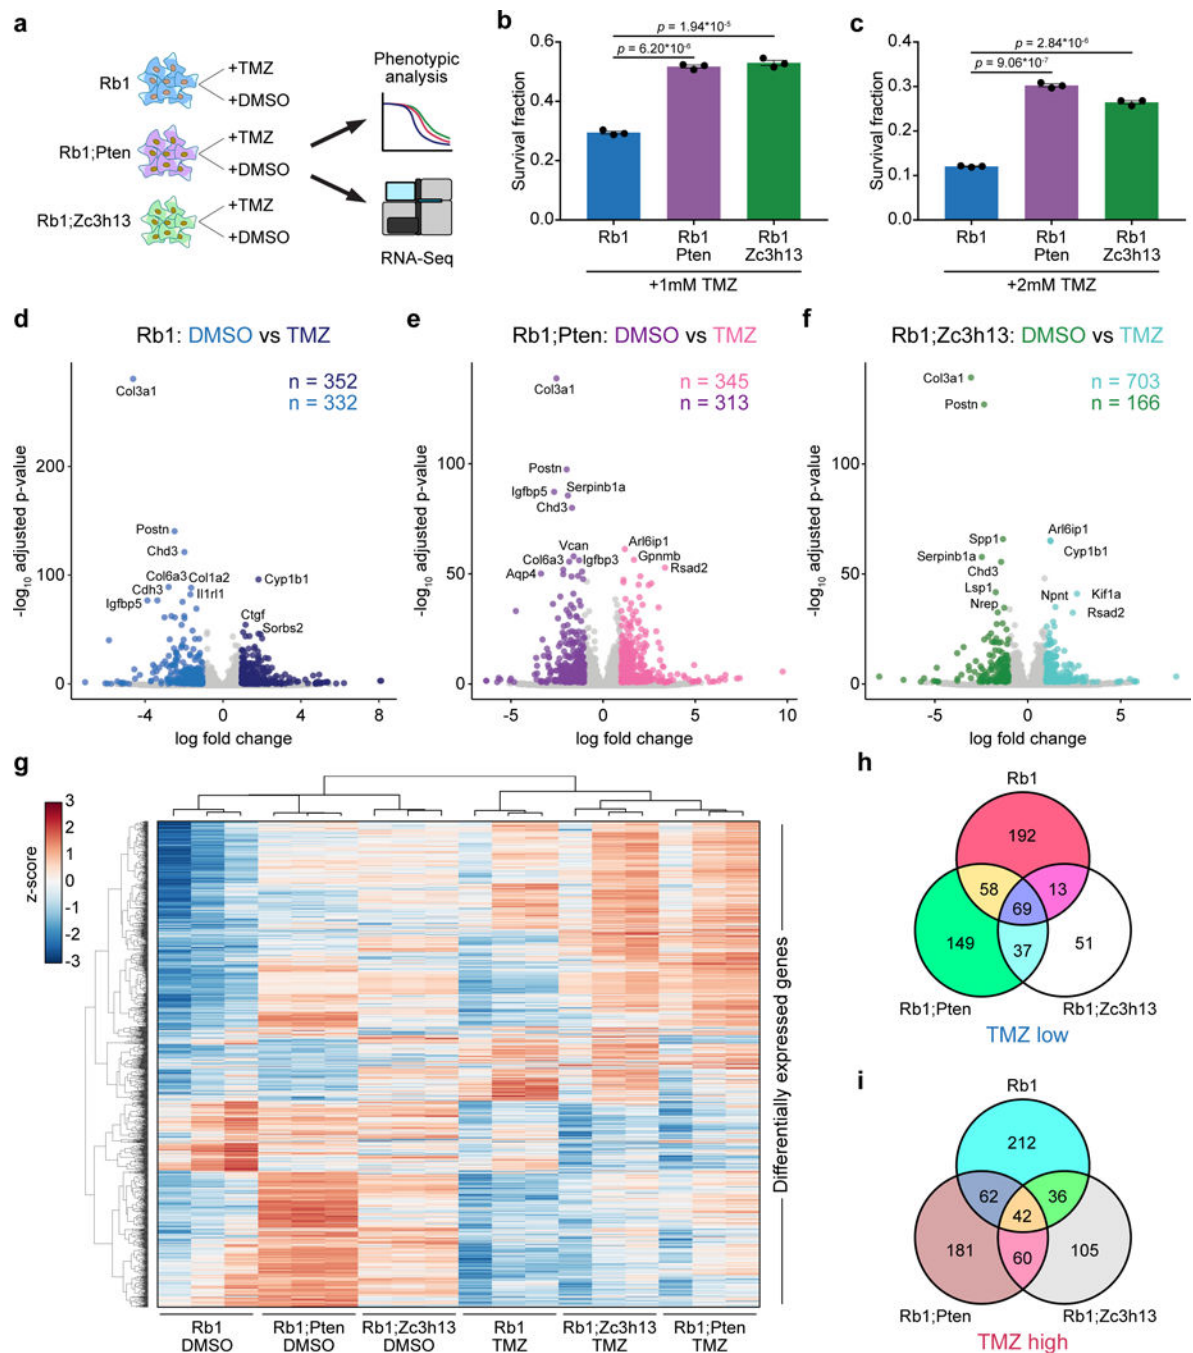 a
Rb1
+TMZ
+DMSO
Rb1;Pten
+TMZ
+DMSO
Rb1;Zc3h13
+TMZ
+DMSO
Phenotypic
analysis
RNA-Seq
b
Survival fraction
0.6
0.4
0.2
0.0
p = 1.94*10-5
p = 6.20*10-6
Rb1
Rb1
Pten
Rb1
Zc3h13
+1mM TMZ
c
Survival fraction
0.4
0.3
0.2
0.1
0.0
p = 2.84*10-6
p = 9.06*10-7
Rb1
Rb1
Pten
Rb1
Zc3h13
+2mM TMZ
d
Rb1: DMSO vs TMZ
n = 352
n = 332
-log10 adjusted p-value
200
100
0
Col3a1
Postn
Chd3
Col6a3
Col1a2
Cdh3
Il1rl1
Igfbp5
Cyp1b1
Ctgf
Sorbs2
-4
0
4
8
log fold change
e
Rb1;Pten: DMSO vs TMZ
n = 345
n = 313
-log10 adjusted p-value
100
50
0
Col3a1
Postn
Serpinb1a
Igfbp5
Chd3
Vcan
Col6a3
Igfbp3
Aqp4
Arl6ip1
Gpnmb
Rsad2
-5
0
5
10
log fold change
f
Rb1;Zc3h13: DMSO vs TMZ
n = 703
n = 166
-log10 adjusted p-value
100
50
0
Col3a1
Postn
Spp1
Serpinb1a
Chd3
Lsp1
Nrep
Arl6ip1
Cyp1b1
Npnt
Kif1a
Rsad2
-5
0
5
log fold change
g
z-score
3
2
1
0
-1
-2
-3
Differentially expressed genes
Rb1
DMSO
Rb1;Pten
DMSO
Rb1;Zc3h13
DMSO
Rb1
TMZ
Rb1;Zc3h13
TMZ
Rb1;Pten
TMZ
h
Rb1
192
58
13
69
149
37
51
Rb1;Pten
Rb1;Zc3h13
TMZ low
i
Rb1
212
62
36
42
181
60
105
Rb1;Pten
Rb1;Zc3h13
TMZ high